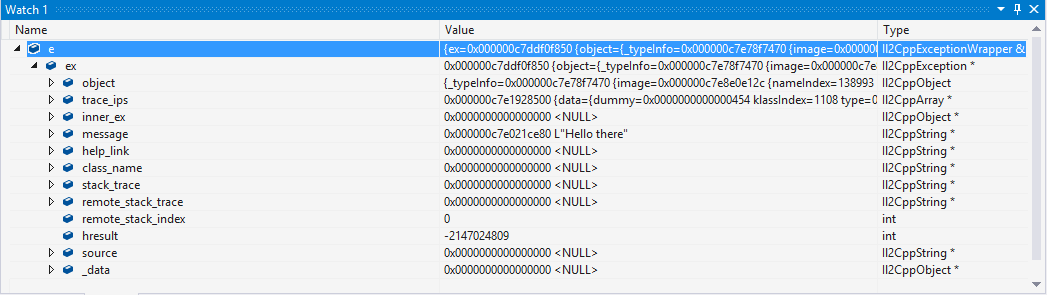 Watch 1
Name Value Type
e {ex=0x000000c7ddf0f850 {object={_typeInfo=0x000000c7e78f7470 {image=0x000000 Il2CppExceptionWrapper &
ex 0x000000c7ddf0f850 {object={_typeInfo=0x000000c7e78f7470 {image=0x000000c7e Il2CppException *
object {_typeInfo=0x000000c7e78f7470 {image=0x000000c7e8e0e12c {nameIndex=138993 Il2CppObject
trace_ips 0x000000c7e1928500 {data={dummy=0x0000000000000454 klassIndex=1108 type=0 Il2CppArray *
inner_ex 0x0000000000000000 <NULL> Il2CppObject *
message 0x000000c7e021ce80 L"Hello there" Il2CppString *
help_link 0x0000000000000000 <NULL> Il2CppString *
class_name 0x0000000000000000 <NULL> Il2CppString *
stack_trace 0x0000000000000000 <NULL> Il2CppString *
remote_stack_trace 0x0000000000000000 <NULL> Il2CppString *
remote_stack_index 0 int
hresult -2147024809 int
source 0x0000000000000000 <NULL> Il2CppString *
_data 0x0000000000000000 <NULL> Il2CppObject *